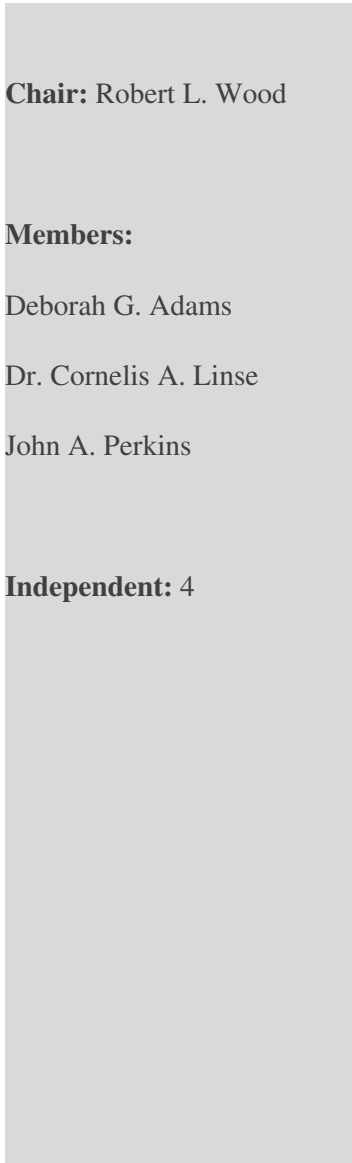 Chair: Robert L. Wood
Members:
Deborah G. Adams
Dr. Cornelis A. Linse
John A. Perkins
Independent: 4